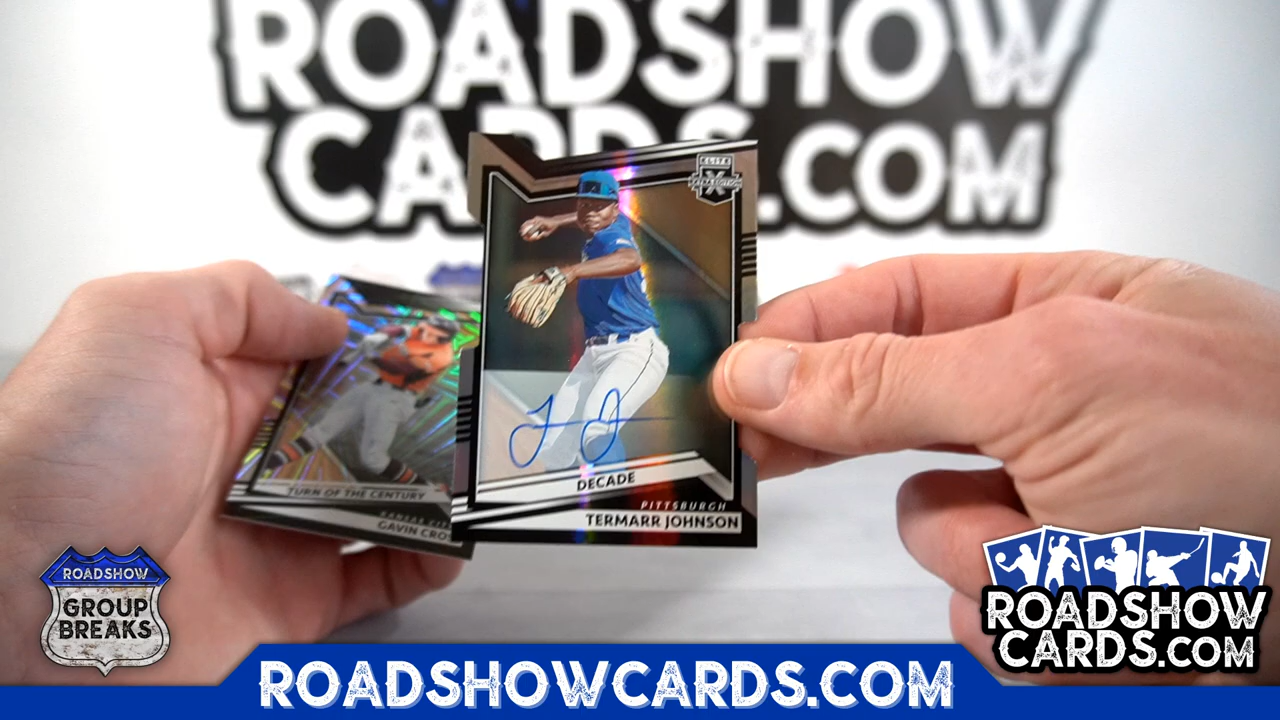 ROADSHOW
CARDS.COM
ELITE
X
EXTRA EDITION
DECADE
PITTSBURGH
TERMARR JOHNSON
TURN OF THE CENTURY
GAVIN
ROADSHOW
GROUP
BREAKS
ROADSHOW
CARDS.COM
ROADSHOWCARDS.COM